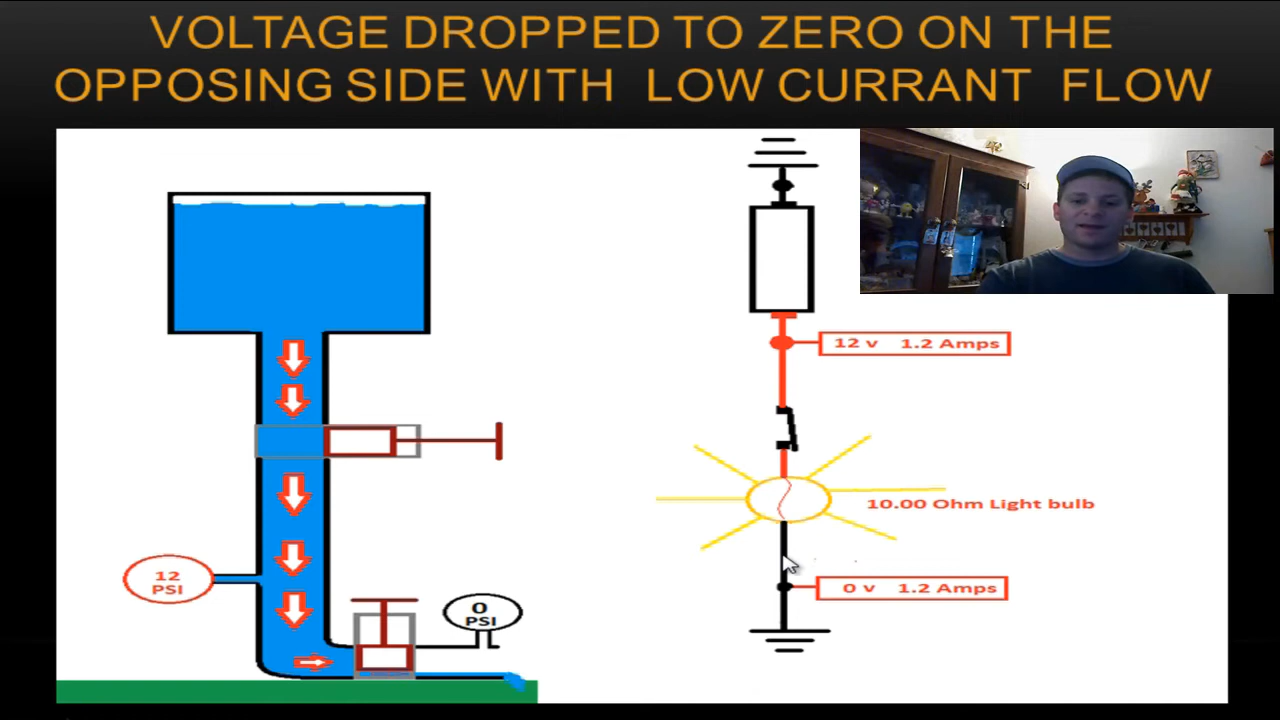 VOLTAGE DROPPED TO ZERO ON THE
OPPOSING SIDE WITH LOW CURRANT FLOW
12 v 1.2 Amps
10.00 Ohm Light bulb
12
PSI
0
PSI
0 v 1.2 Amps